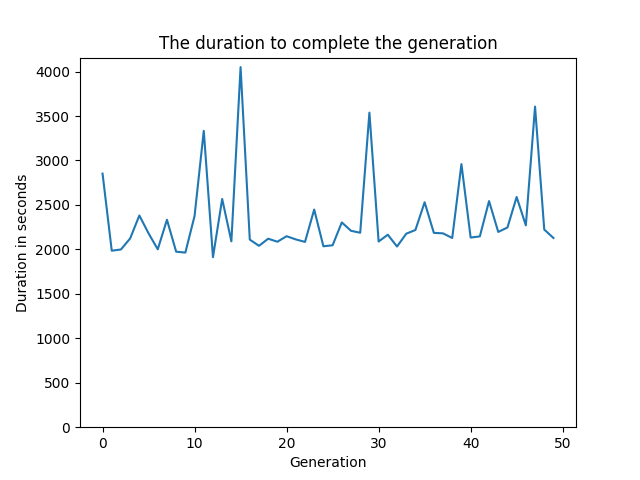 The duration to complete the generation
4000
3500
3000
2500
2000
1500
1000
500
0
Duration in seconds
0 10 20 30 40 50
Generation